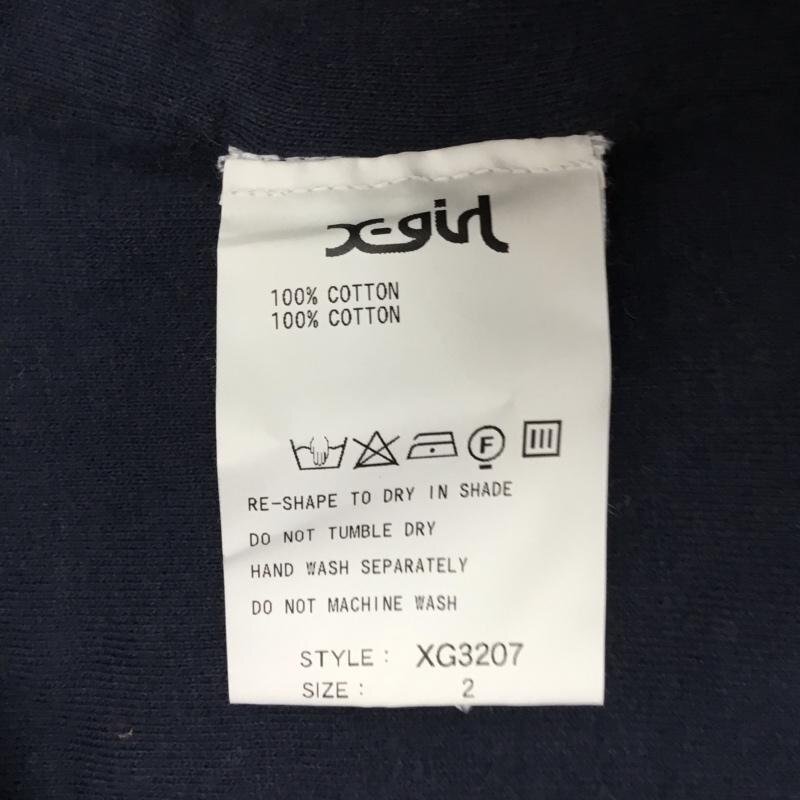 x-girl
100% COTTON
100% COTTON
F
RE-SHAPE TO DRY IN SHADE
DO NOT TUMBLE DRY
HAND WASH SEPARATELY
DO NOT MACHINE WASH
STYLE : XG3207
SIZE : 2